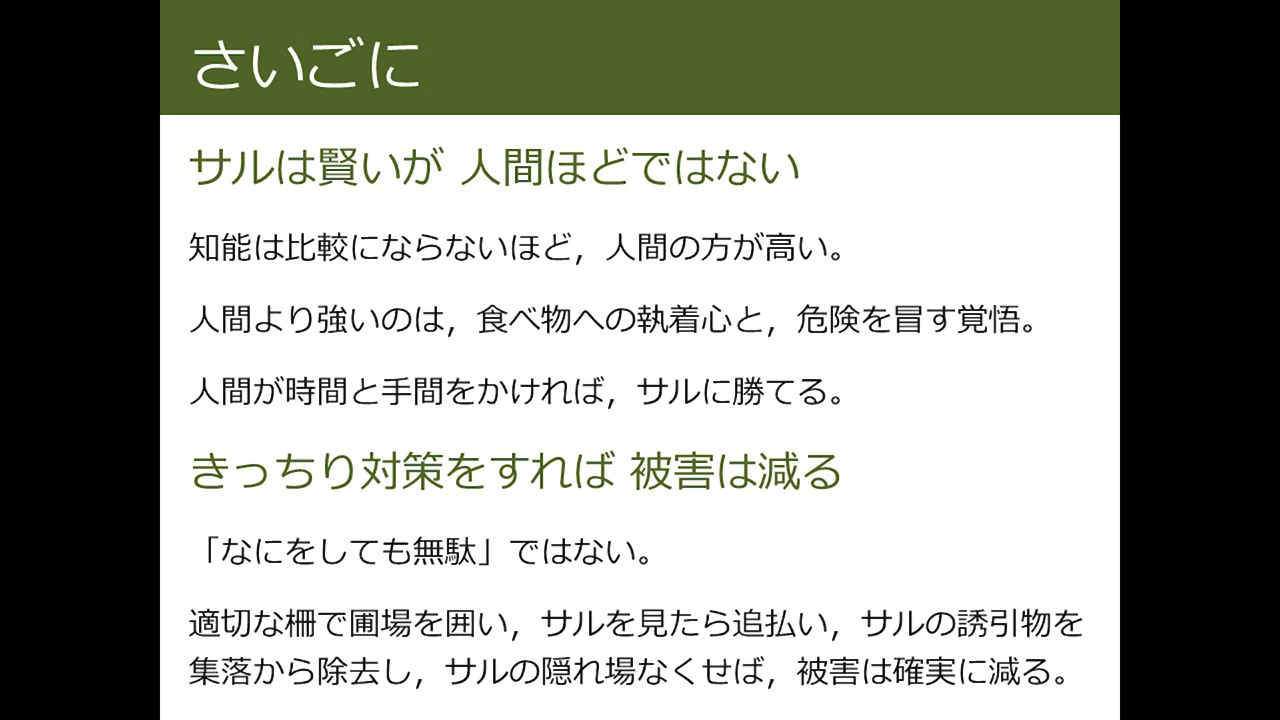 さいごに
サルは賢いが 人間ほどではない
知能は比較にならないほど，人間の方が高い。
人間より強いのは，食べ物への執着心と，危険を冒す覚悟。
人間が時間と手間をかければ，サルに勝てる。
きっちり対策をすれば 被害は減る
「なにをしても無駄」ではない。
適切な柵で圃場を囲い，サルを見たら追払い，サルの誘引物を
集落から除去し，サルの隠れ場なくせば，被害は確実に減る。